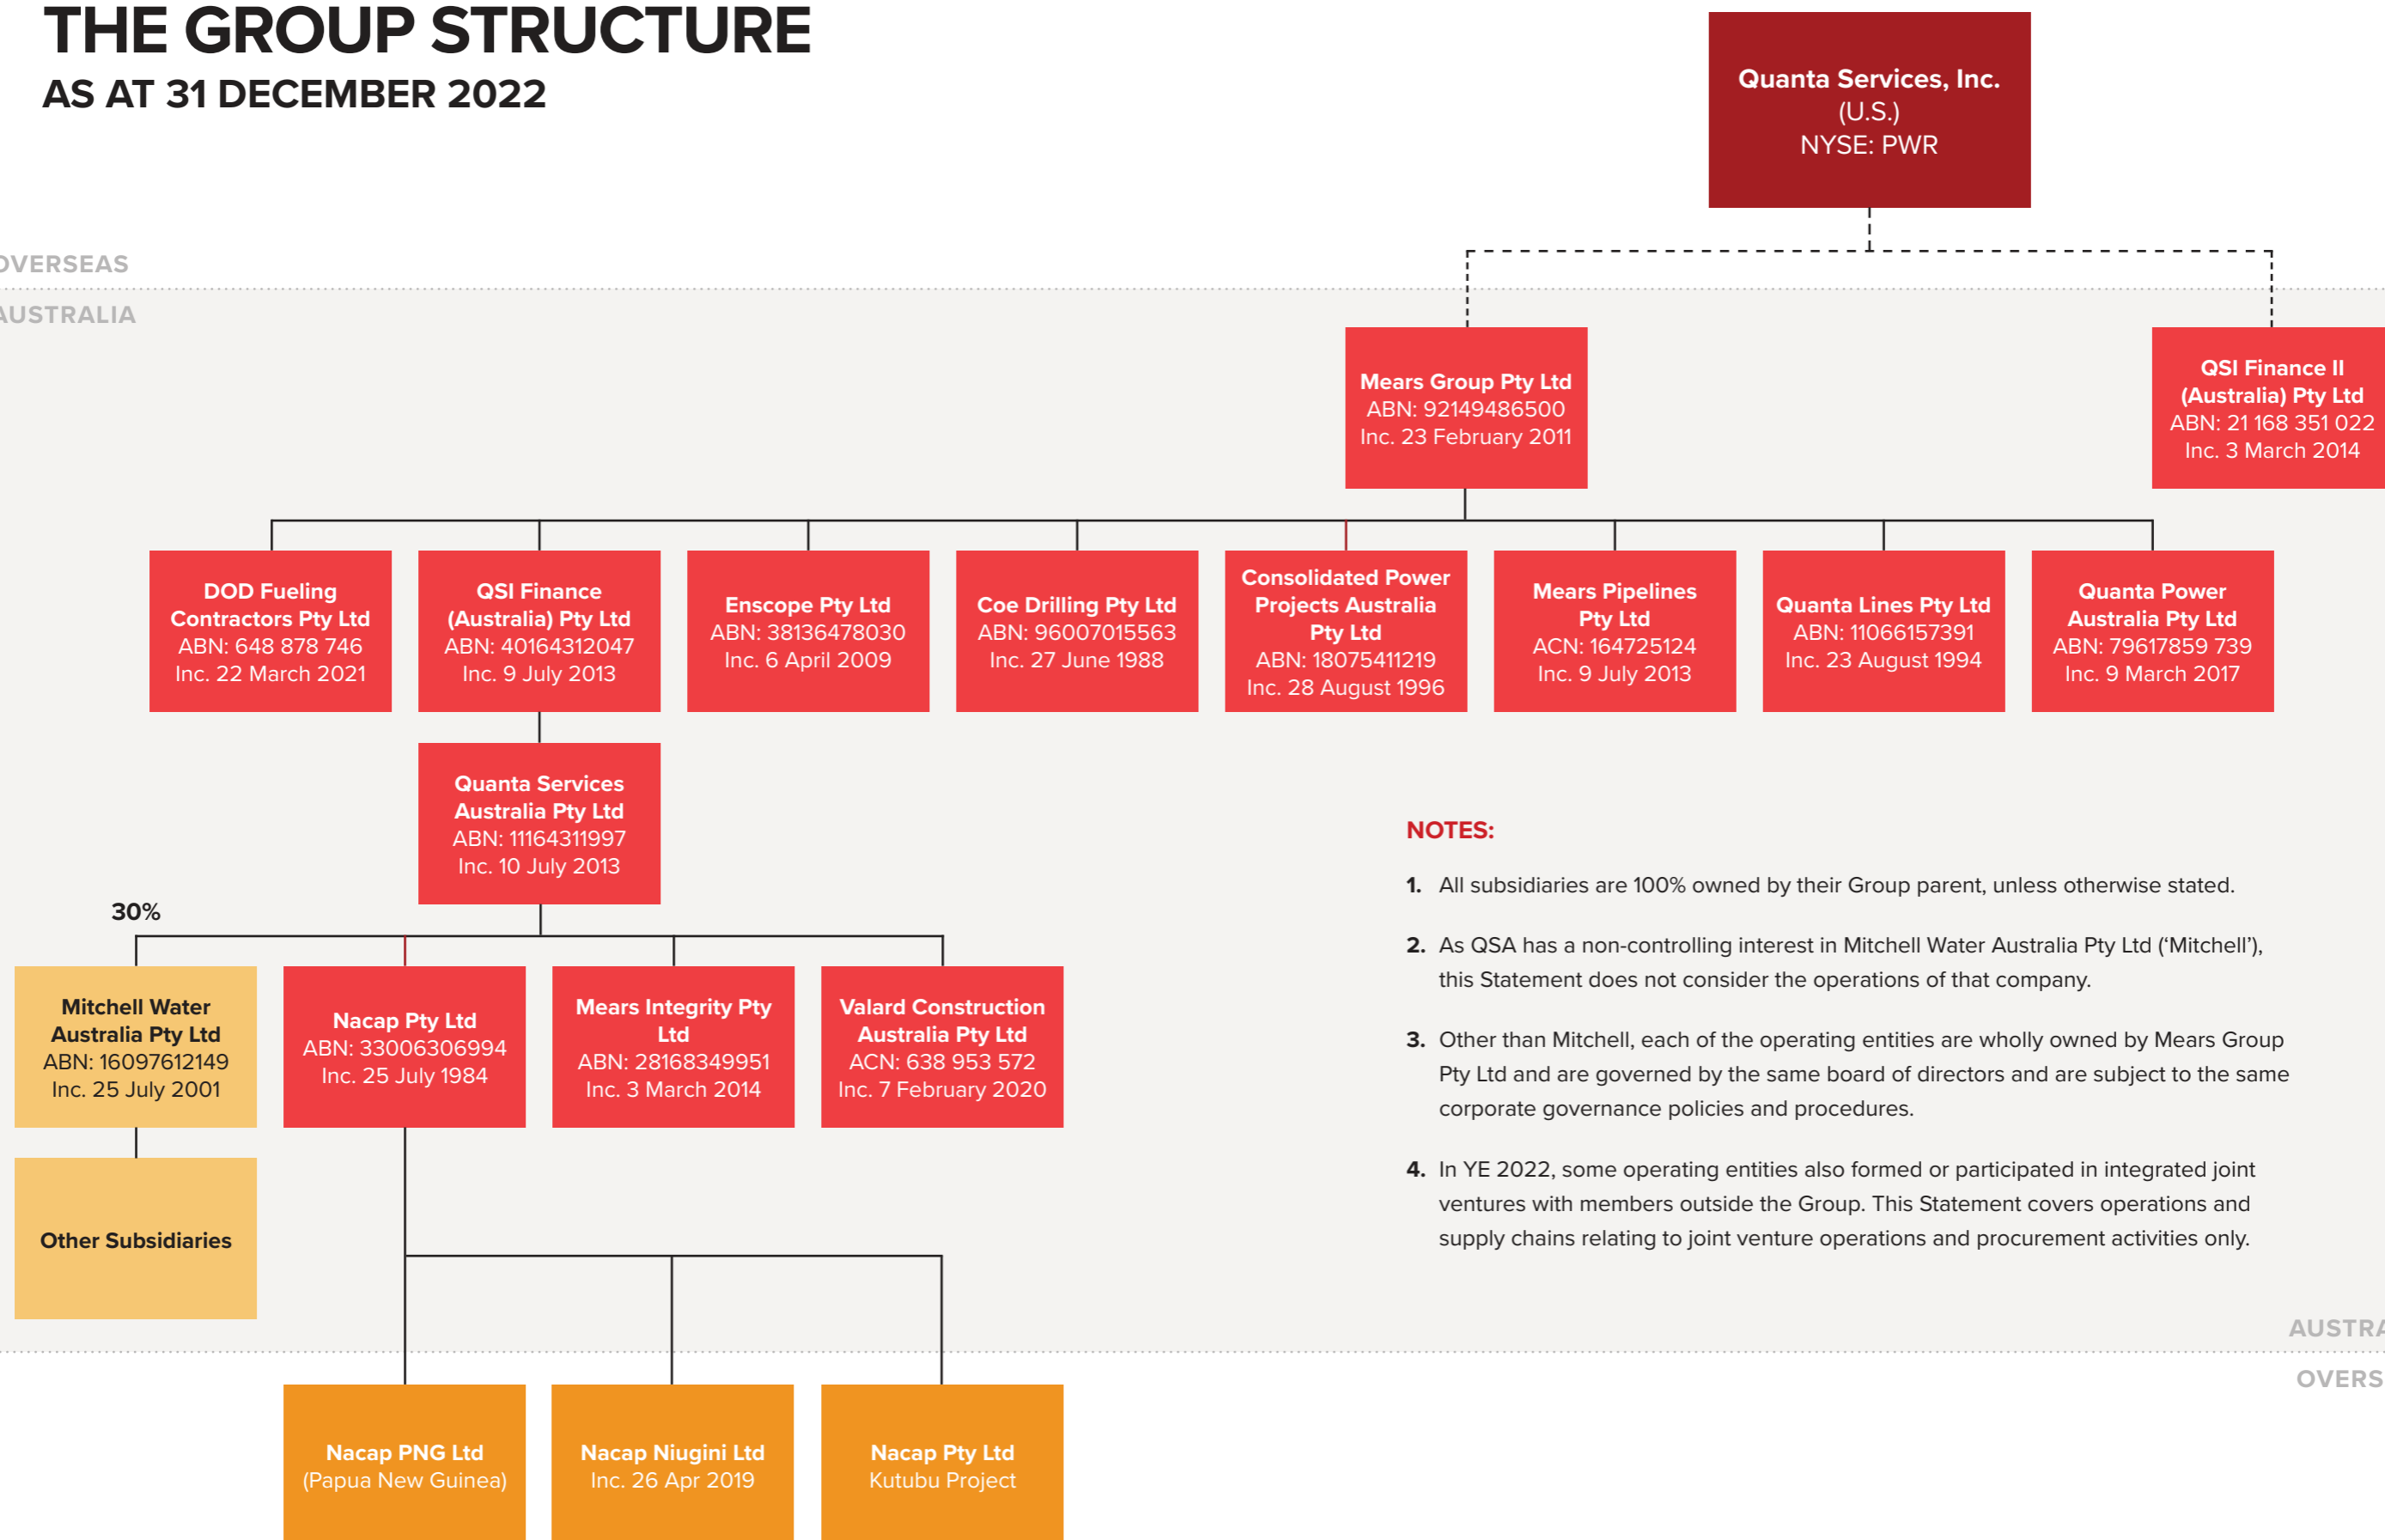 THE GROUP STRUCTURE
AS AT 31 DECEMBER 2022
Quanta Services, Inc.
(U.S.)
NYSE: PWR
OVERSEAS
AUSTRALIA
Mears Group Pty Ltd
ABN: 92149486500
Inc. 23 February 2011
QSI Finance II
(Australia) Pty Ltd
ABN: 21 168 351 022
Inc. 3 March 2014
DOD Fueling
Contractors Pty Ltd
ABN: 648 878 746
Inc. 22 March 2021
QSI Finance
(Australia) Pty Ltd
ABN: 40164312047
Inc. 9 July 2013
Enscope Pty Ltd
ABN: 38136478030
Inc. 6 April 2009
Coe Drilling Pty Ltd
ABN: 96007015563
Inc. 27 June 1988
Consolidated Power
Projects Australia
Pty Ltd
ABN: 18075411219
Inc. 28 August 1996
Mears Pipelines
Pty Ltd
ACN: 164725124
Inc. 9 July 2013
Quanta Lines Pty Ltd
ABN: 11066157391
Inc. 23 August 1994
Quanta Power
Australia Pty Ltd
ABN: 79617859 739
Inc. 9 March 2017
Quanta Services
Australia Pty Ltd
ABN: 11164311997
Inc. 10 July 2013
30%
Mitchell Water
Australia Pty Ltd
ABN: 16097612149
Inc. 25 July 2001
Nacap Pty Ltd
ABN: 33006306994
Inc. 25 July 1984
Mears Integrity Pty
Ltd
ABN: 28168349951
Inc. 3 March 2014
Valard Construction
Australia Pty Ltd
ACN: 638 953 572
Inc. 7 February 2020
Other Subsidiaries
NOTES:
1. All subsidiaries are 100% owned by their Group parent, unless otherwise stated.
2. As QSA has a non-controlling interest in Mitchell Water Australia Pty Ltd (‘Mitchell’),
this Statement does not consider the operations of that company.
3. Other than Mitchell, each of the operating entities are wholly owned by Mears Group
Pty Ltd and are governed by the same board of directors and are subject to the same
corporate governance policies and procedures.
4. In YE 2022, some operating entities also formed or participated in integrated joint
ventures with members outside the Group. This Statement covers operations and
supply chains relating to joint venture operations and procurement activities only.
AUSTRA
OVERS
Nacap PNG Ltd
(Papua New Guinea)
Nacap Niugini Ltd
Inc. 26 Apr 2019
Nacap Pty Ltd
Kutubu Project